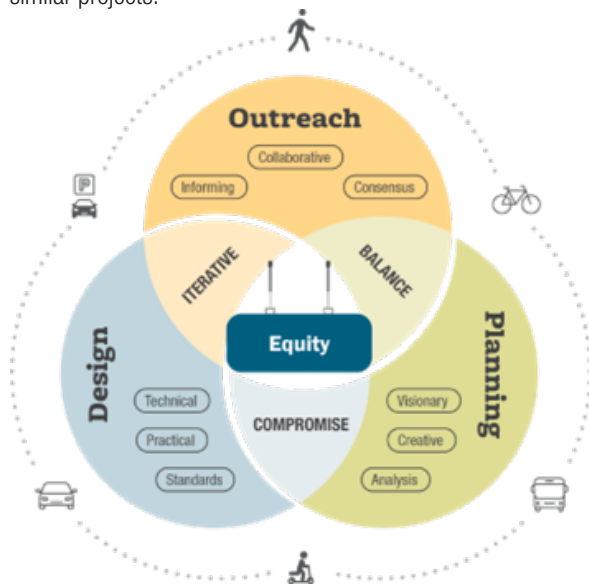 similar projects.
Outreach
Collaborative
Informing
Consensus
P
ITERATIVE
BALANCE
Equity
Design
Planning
Technical
Practical
Standards
COMPROMISE
Visionary
Creative
Analysis